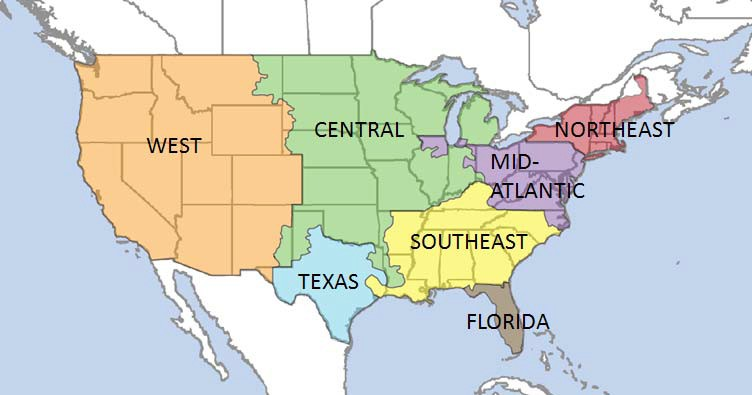 WEST
CENTRAL
NORTHEAST
MID-
ATLANTIC
SOUTHEAST
TEXAS
FLORIDA